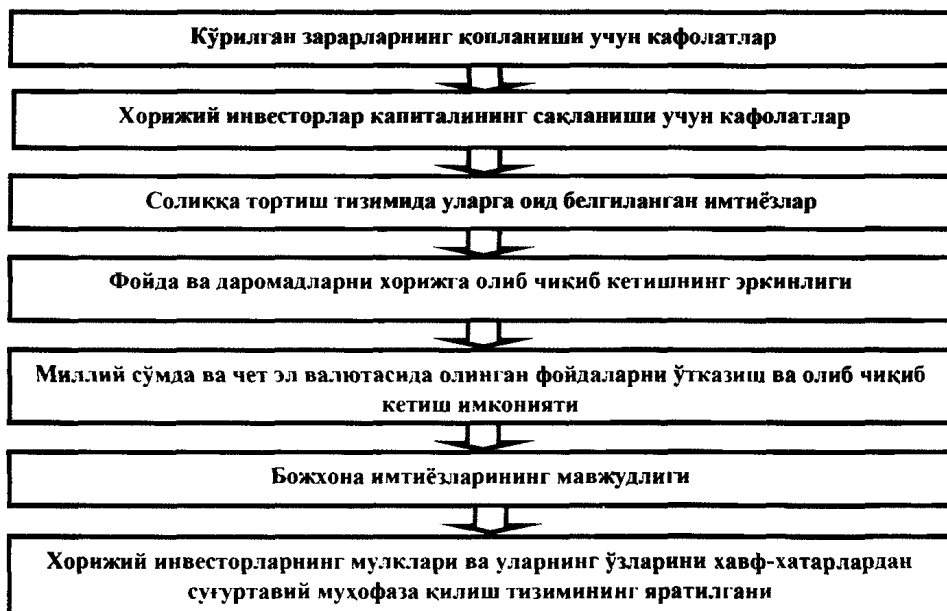 Кўрилган зарарларнинг қопланиши учун кафолатлар
Хорижий инвесторлар капиталининг сақланиши учун кафолатлар
Солиққа тортиш тизимида уларга оид белгиланган имтиёзлар
Фойда ва даромадларни хорижга олиб чиқиб кетишнинг эркинлиги
Миллий сўмда ва чет эл валютасида олинган фойдаларни ўтказиш ва олиб чиқиб
кетиш имконияти
Божхона имтиёзларининг мавжудлиги
Хорижий инвесторларнинг мулклари ва уларнинг ўзларини хавф-хатарлардан
суғуртавий муҳофаза қилиш тизимининг яратилгани